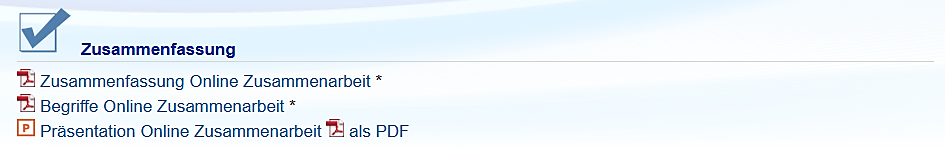 Zusammenfassung
Zusammenfassung Online Zusammenarbeit *
Begriffe Online Zusammenarbeit *
P Präsentation Online Zusammenarbeit als PDF